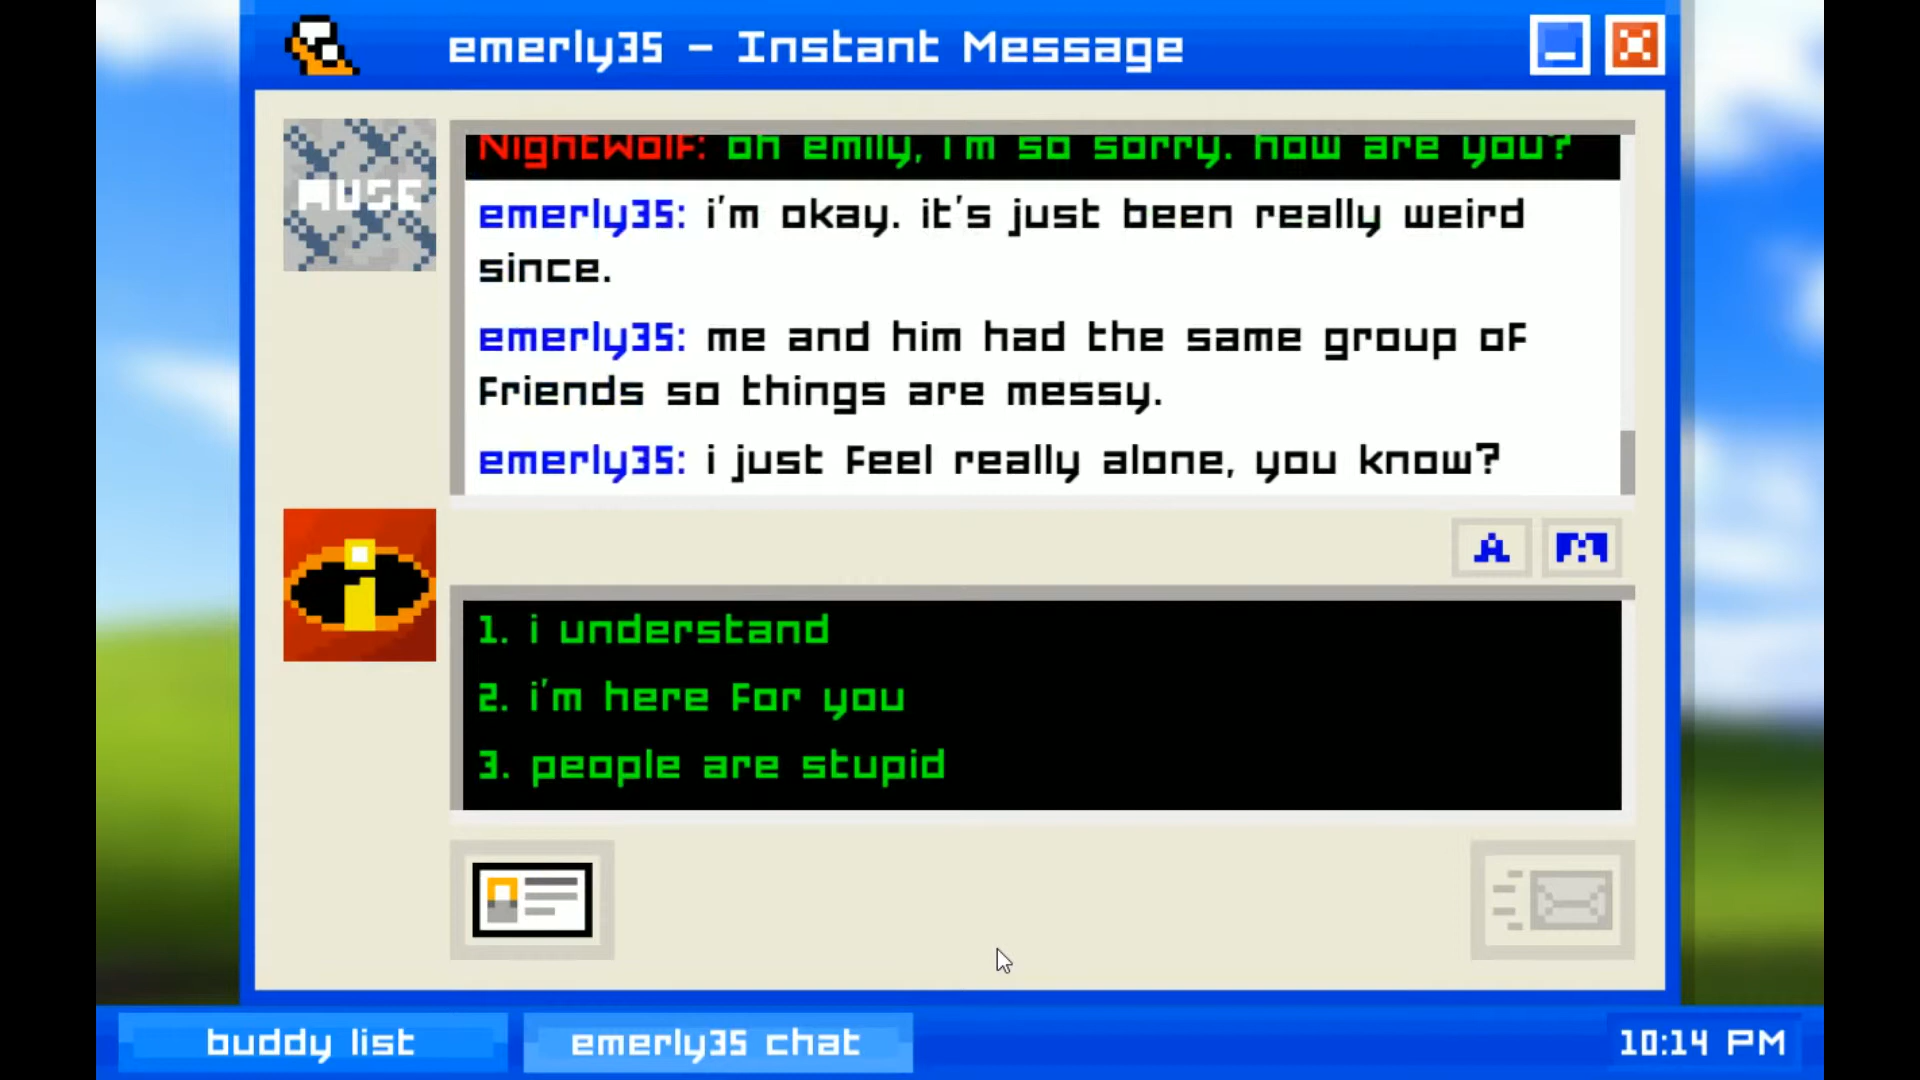 emerly35 - Instant Message
MUSE
NightWolf: oh emily, i'm so sorry. how are you?
emerly35: i'm okay. it's just been really weird
since.
emerly35: me and him had the same group of
friends so things are messy.
emerly35: i just feel really alone, you know?
A M
i
1. i understand
2. i'm here for you
3. people are stupid
buddy list
emerly35 chat
10:14 PM